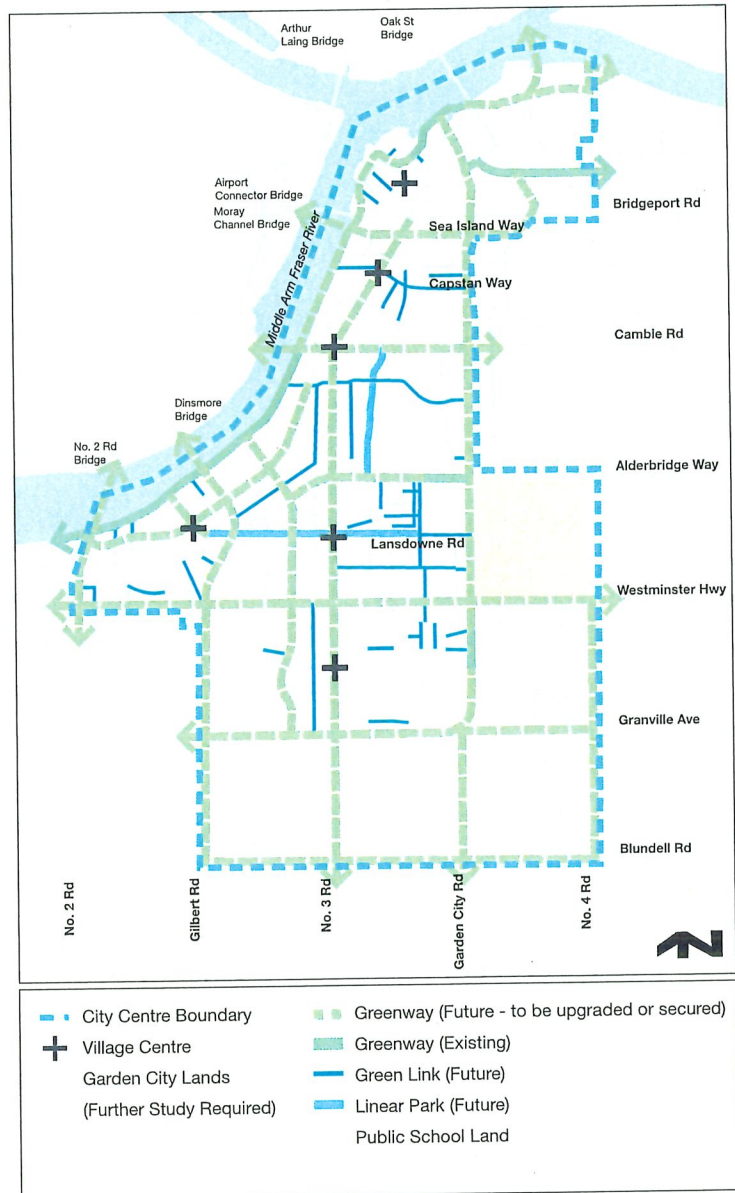 Arthur
Laing Bridge
Oak St
Bridge
Airport
Connector Bridge
Moray
Channel Bridge
Bridgeport Rd
Sea Island Way
Middle Arm Fraser River
Capstan Way
Cambie Rd
Dinsmore
Bridge
No. 2 Rd
Bridge
Alderbridge Way
Lansdowne Rd
Westminster Hwy
Granville Ave
Blundell Rd
No. 2 Rd
Gilbert Rd
No. 3 Rd
Garden City Rd
No. 4 Rd
N
City Centre Boundary
Village Centre
Garden City Lands
(Further Study Required)
Greenway (Future - to be upgraded or secured)
Greenway (Existing)
Green Link (Future)
Linear Park (Future)
Public School Land